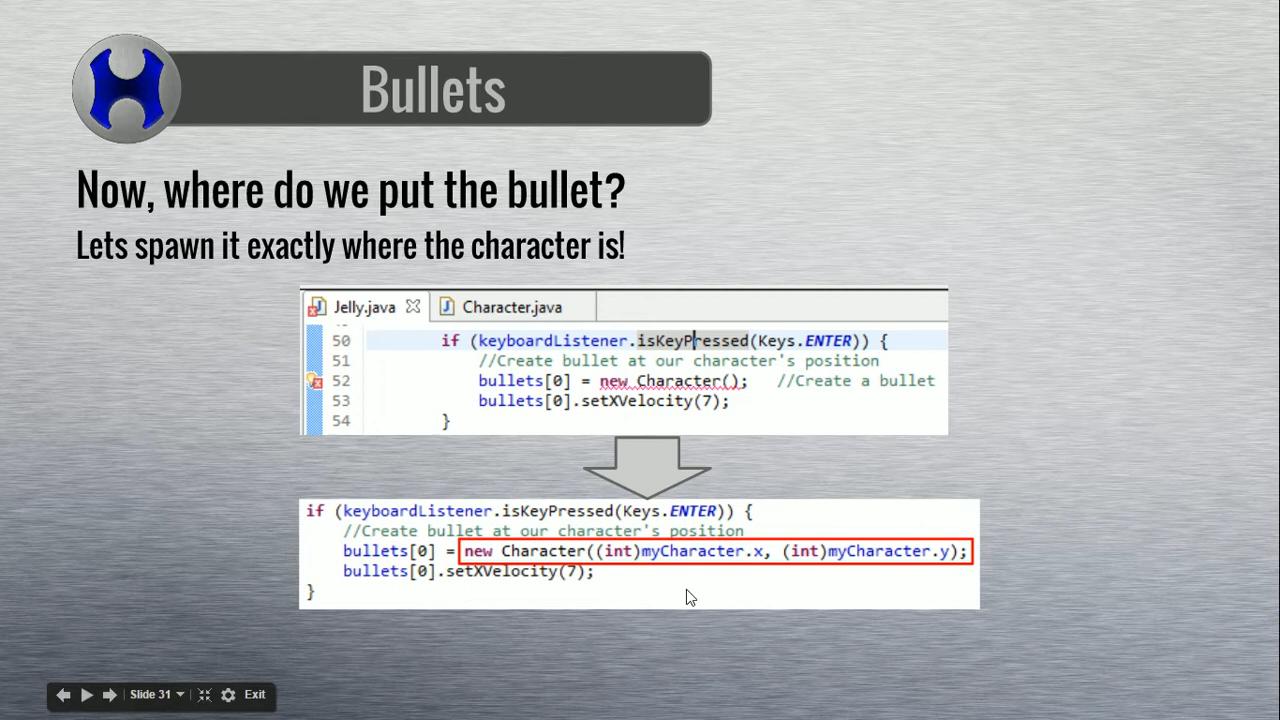 Bullets
Now, where do we put the bullet?
Lets spawn it exactly where the character is!
Jelly.java Character.java
50 if (keyboardListener.isKeyPressed(Keys.ENTER)) {
51 //Create bullet at our character's position
52 bullets[0] = new Character(); //Create a bullet
53 bullets[0].setXVelocity(7);
54 }
if (keyboardListener.isKeyPressed(Keys.ENTER)) {
//Create bullet at our character's position
bullets[0] = new Character((int)myCharacter.x, (int)myCharacter.y);
bullets[0].setXVelocity(7);
}
Slide 31 Exit